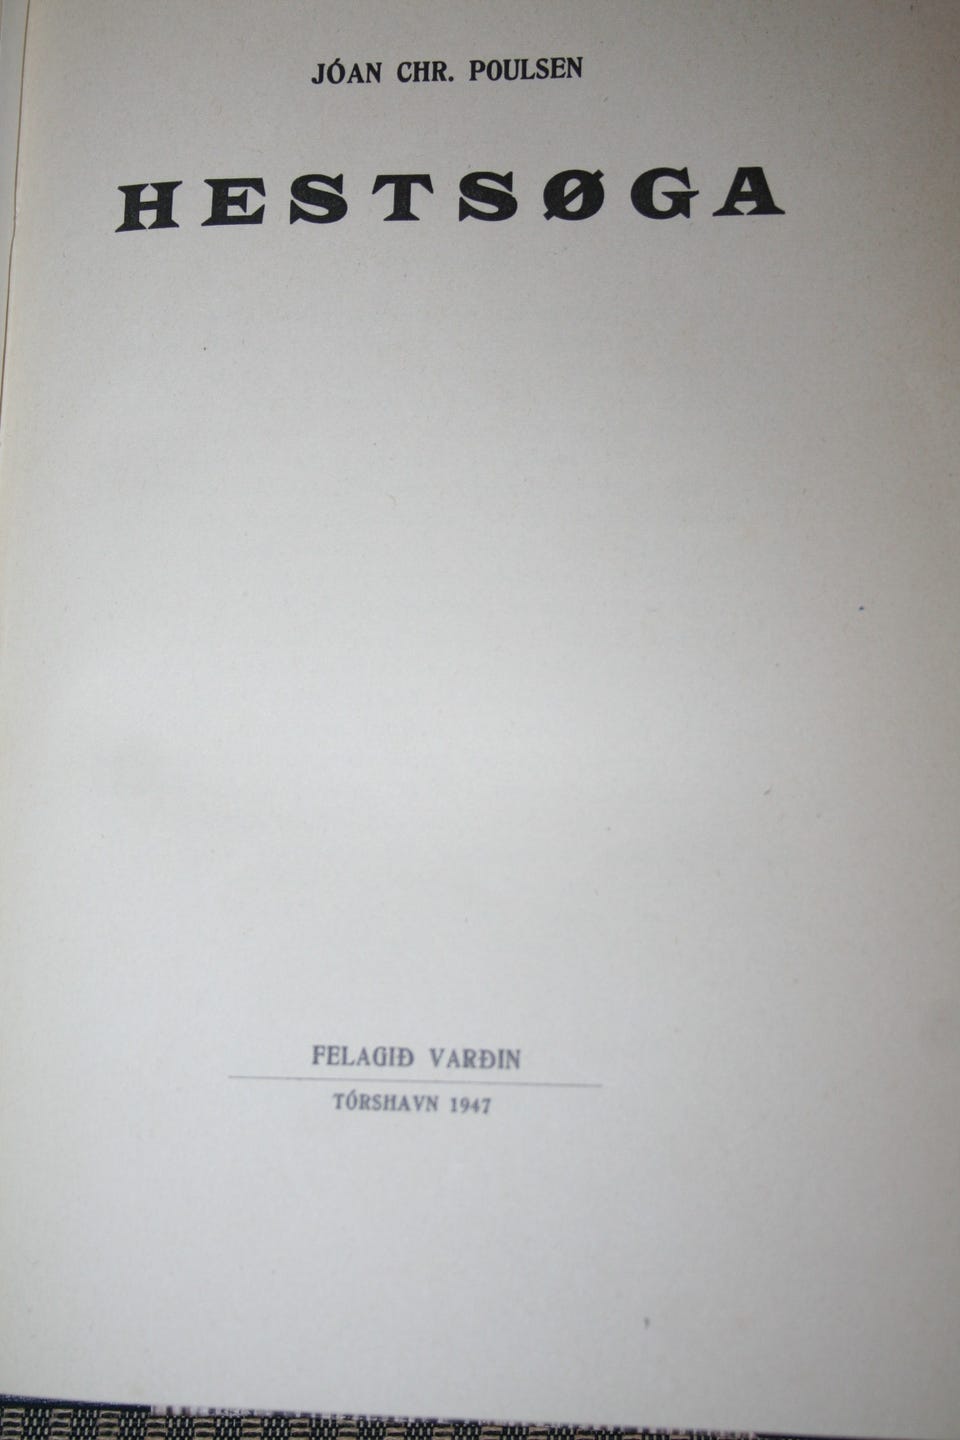 JÓAN CHR. POULSEN
HESTSØGA
FELAGIÐ VARÐIN
TÓRSHAVN 1947